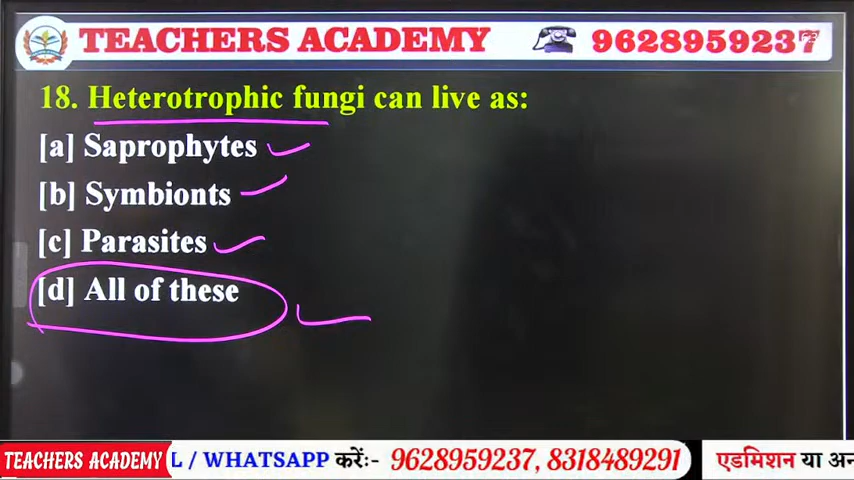 TEACHERS ACADEMY 9628959237
18. Heterotrophic fungi can live as:
[a] Saprophytes
[b] Symbionts
[c] Parasites
[d] All of these
TEACHERS ACADEMY L / WHATSAPP करेंः- 9628959237, 8318489291 एडमिशन या अन